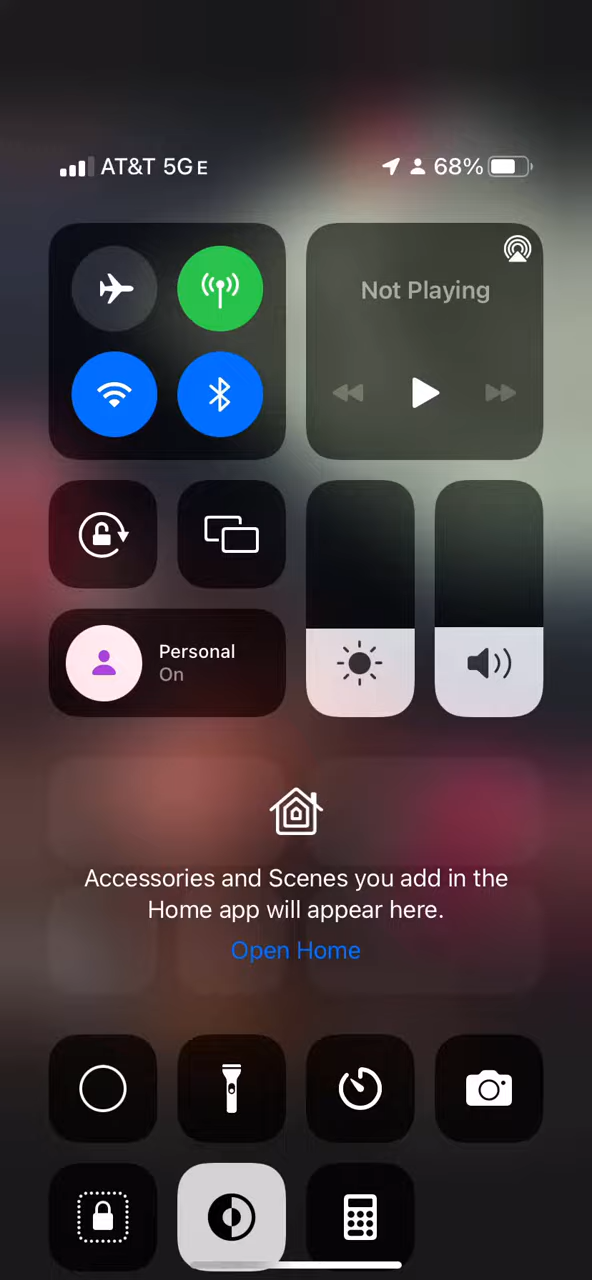 AT&T 5GE
68%
Not Playing
Personal
On
Accessories and Scenes you add in the
Home app will appear here.
Open Home